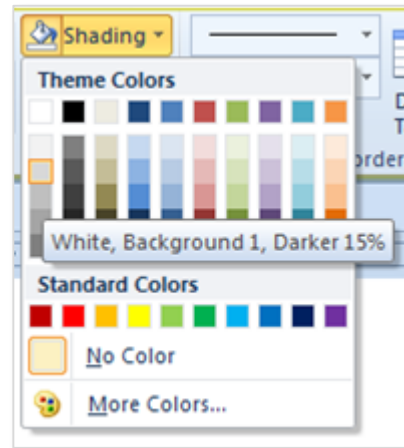 Shading
Theme Colors
White, Background 1, Darker 15%
Standard Colors
No Color
More Colors...